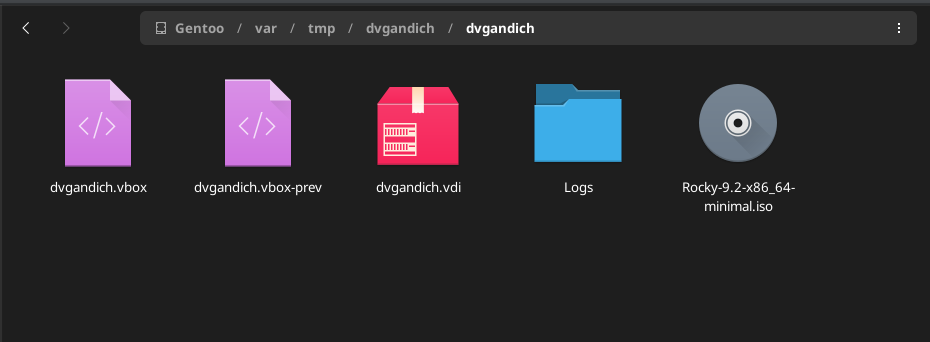 Gentoo / var / tmp / dvgandich / dvgandich
dvgandich.vbox
dvgandich.vbox-prev
dvgandich.vdi
Logs
Rocky-9.2-x86_64-
minimal.iso